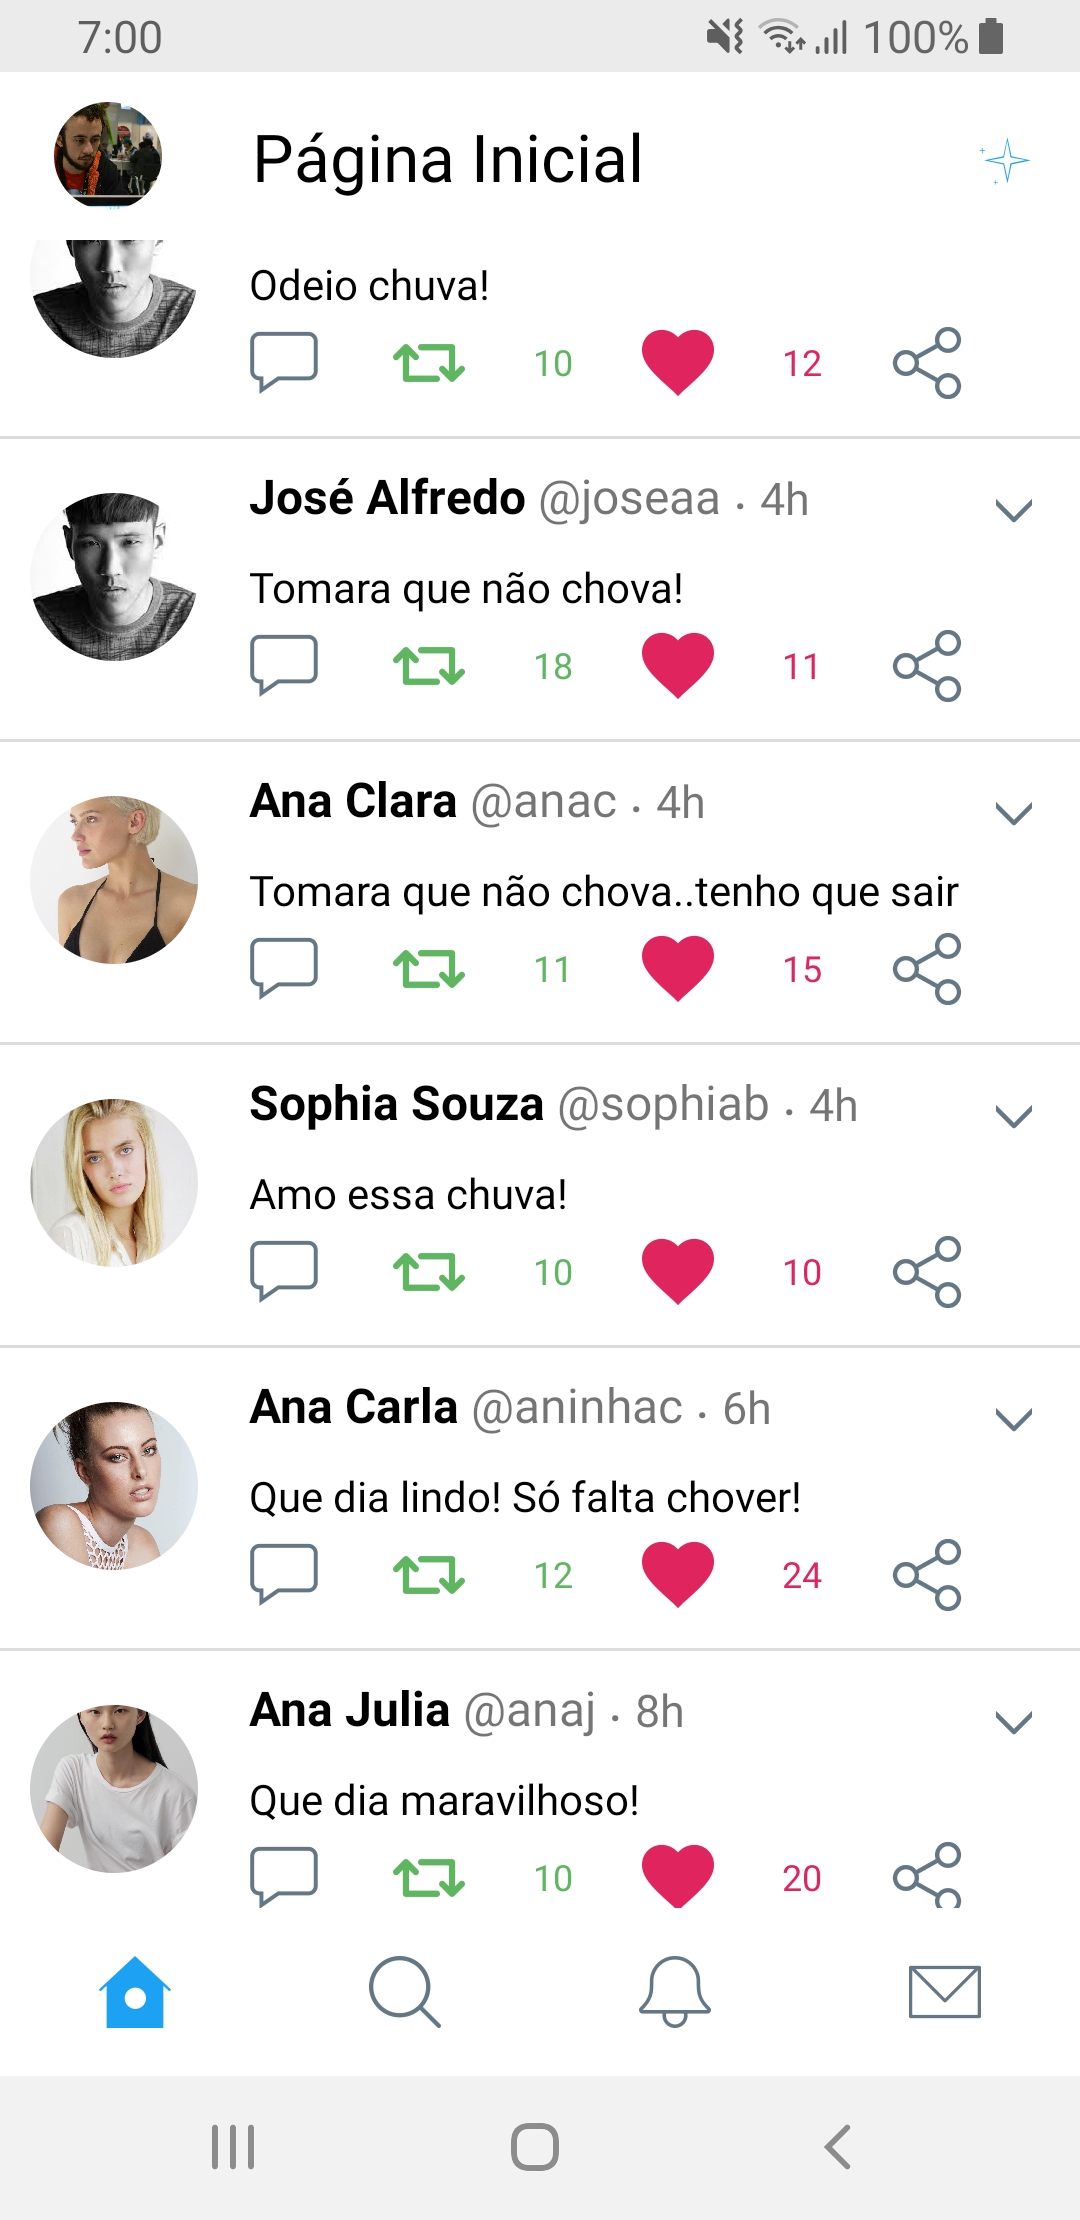 7:00 100%
Página Inicial
Odeio chuva!
10 12
José Alfredo @joseaa . 4h
Tomara que não chova!
18 11
Ana Clara @anac . 4h
Tomara que não chova..tenho que sair
11 15
Sophia Souza @sophiab . 4h
Amo essa chuva!
10 10
Ana Carla @aninhac . 6h
Que dia lindo! Só falta chover!
12 24
Ana Julia @anaj . 8h
Que dia maravilhoso!
10 20